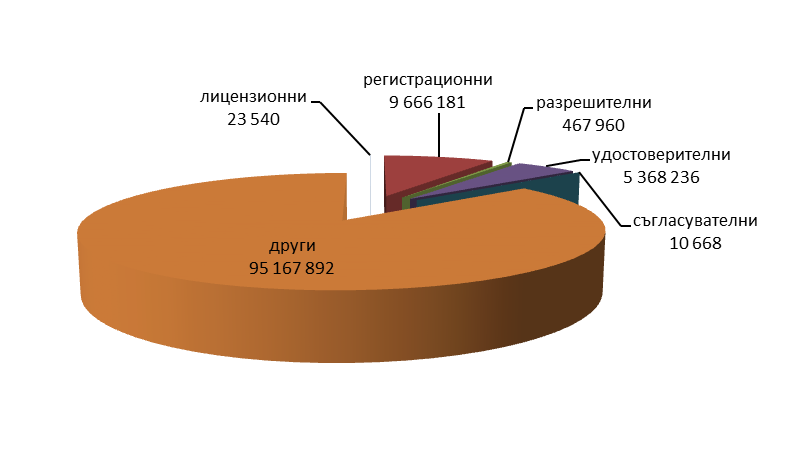 лицензионни
23 540
регистрационни
9 666 181
разрешителни
467 960
удостоверителни
5 368 236
съгласувателни
10 668
други
95 167 892